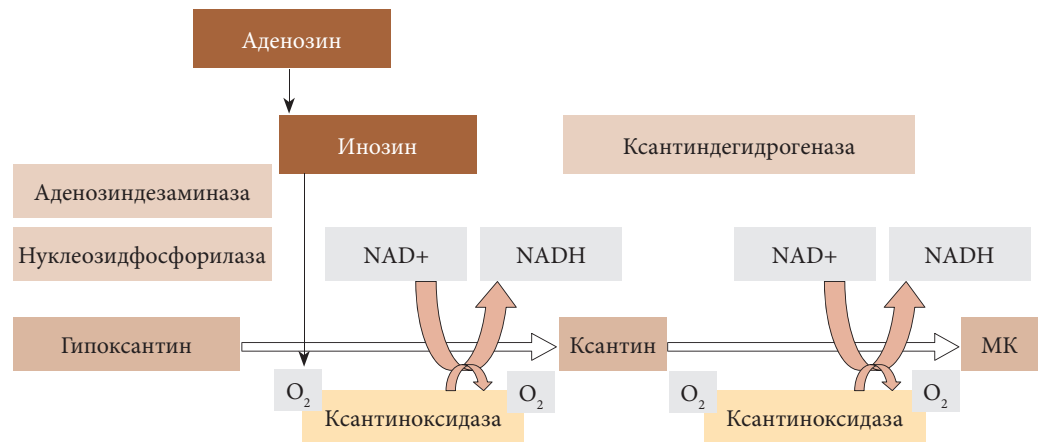 Аденозин
Инозин
Ксантиндегидрогеназа
Аденозиндезаминаза
Нуклеозидфосфорилаза
NAD+
NADH
NAD+
NADH
Гипоксантин
Ксантин
МК
O₂
Ксантиноксидаза
O₂
O₂
Ксантиноксидаза
O₂